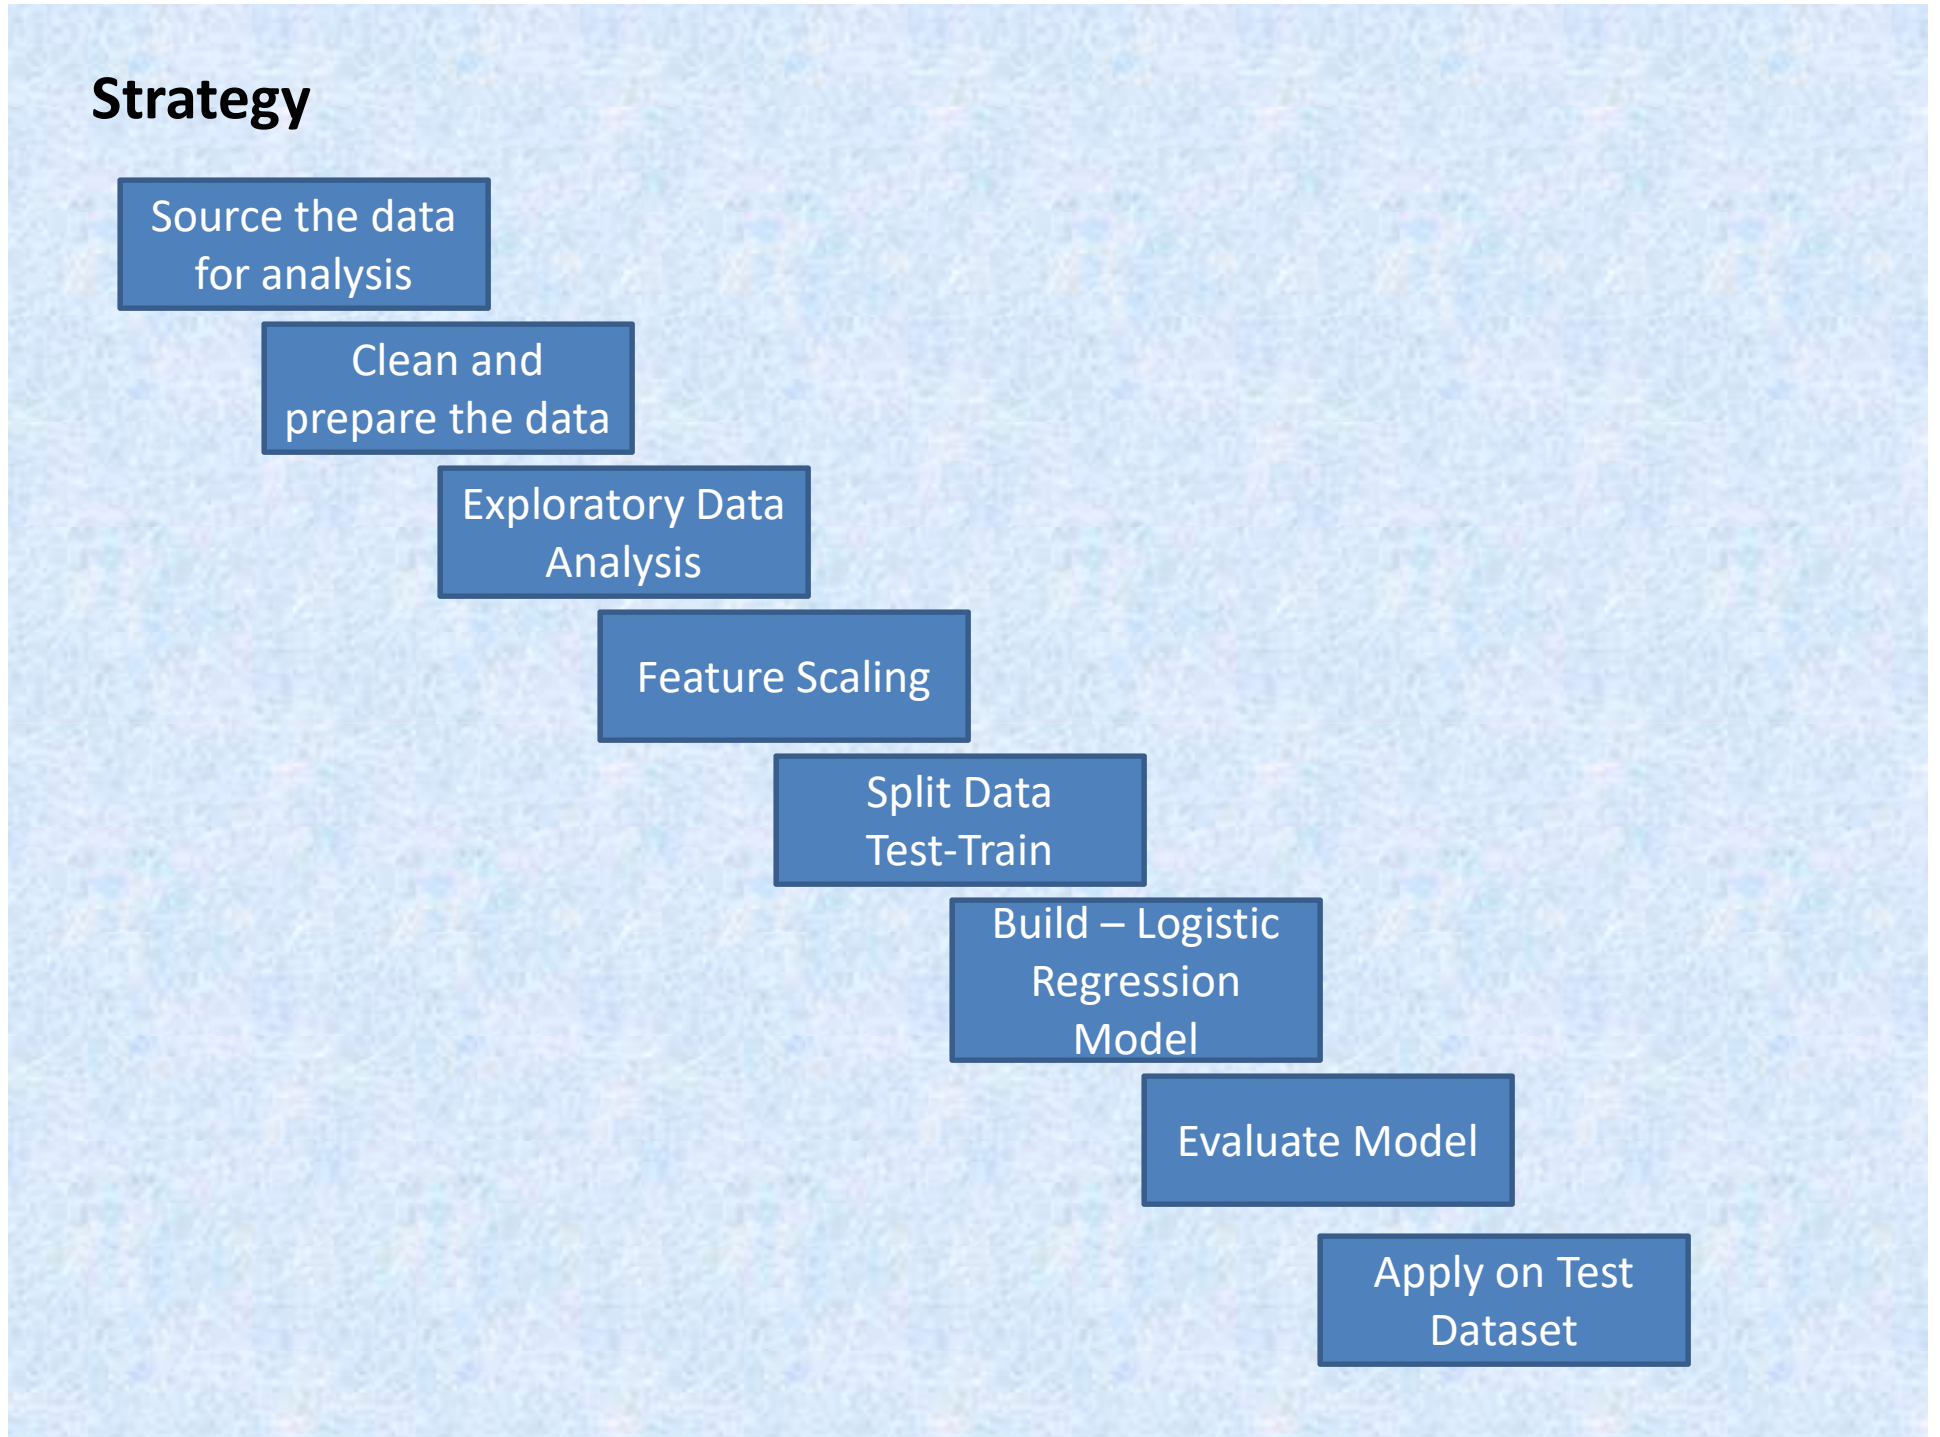 Strategy
Source the data
for analysis
Clean and
prepare the data
Exploratory Data
Analysis
Feature Scaling
Split Data
Test-Train
Build – Logistic
Regression
Model
Evaluate Model
Apply on Test
Dataset